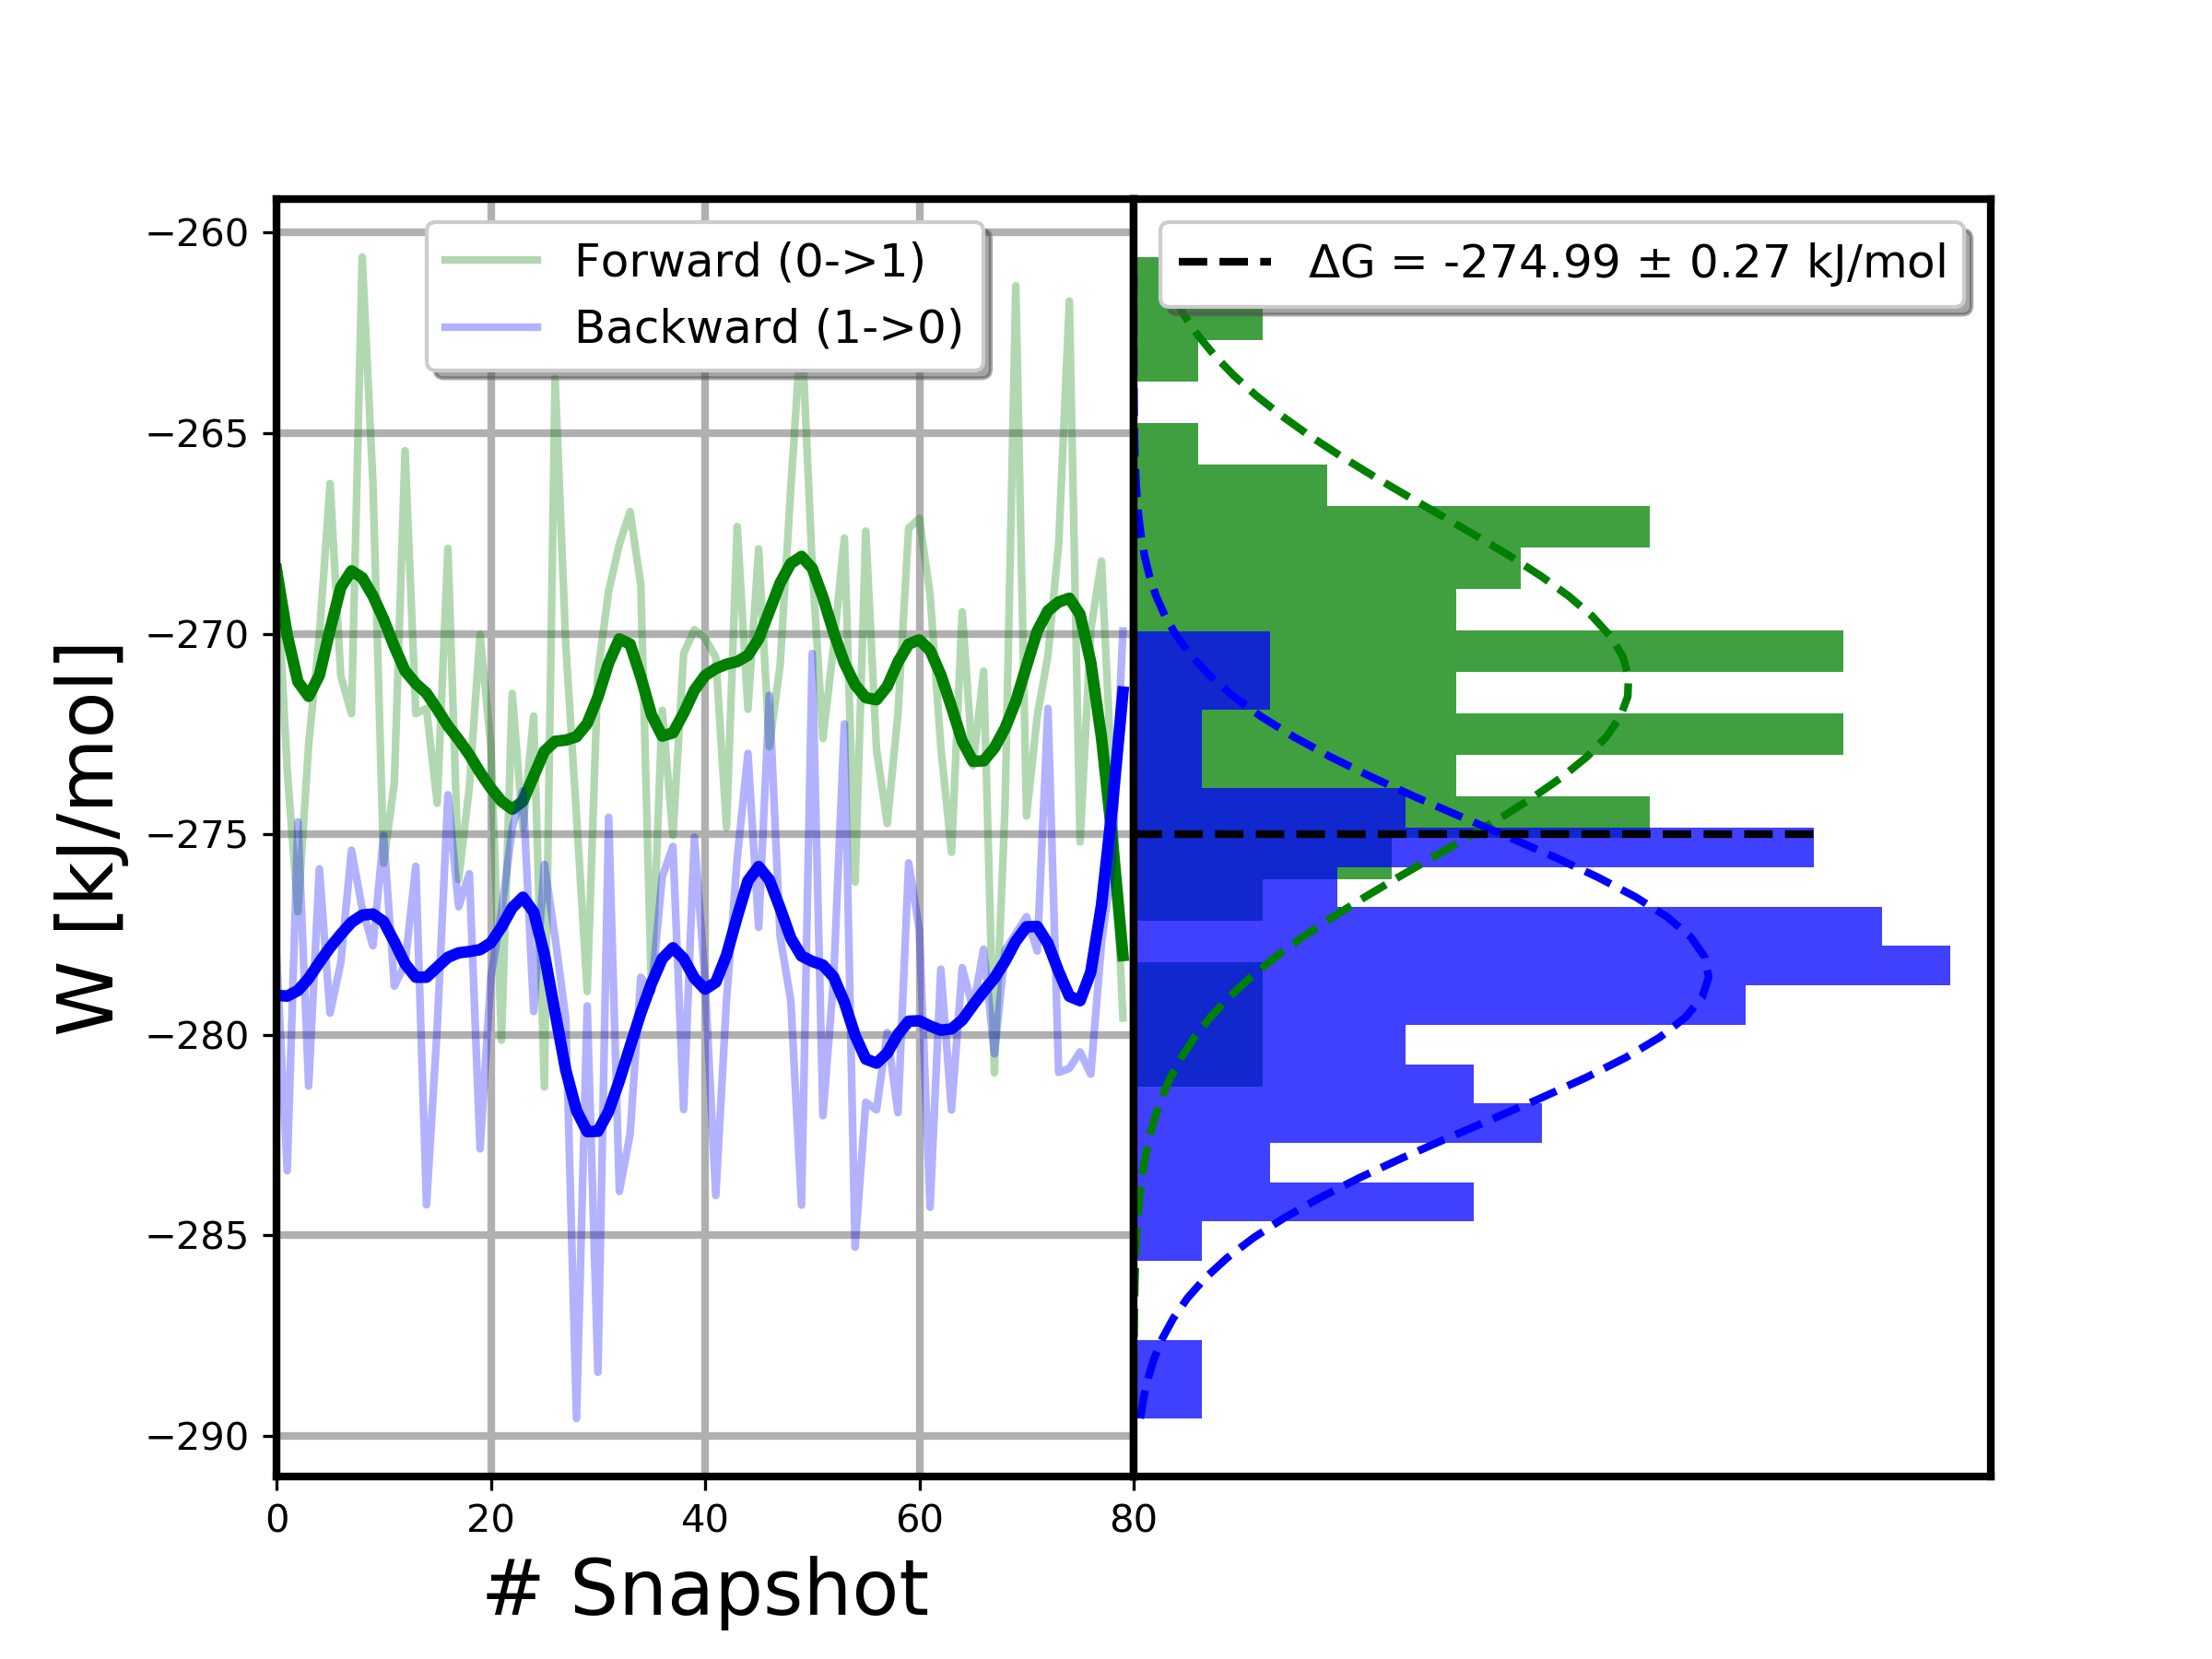 Forward (0->1)
Backward (1->0)
ΔG = -274.99 ± 0.27 kJ/mol
W [kJ/mol]
−260
−265
−270
−275
−280
−285
−290
0 20 40 60 80
# Snapshot